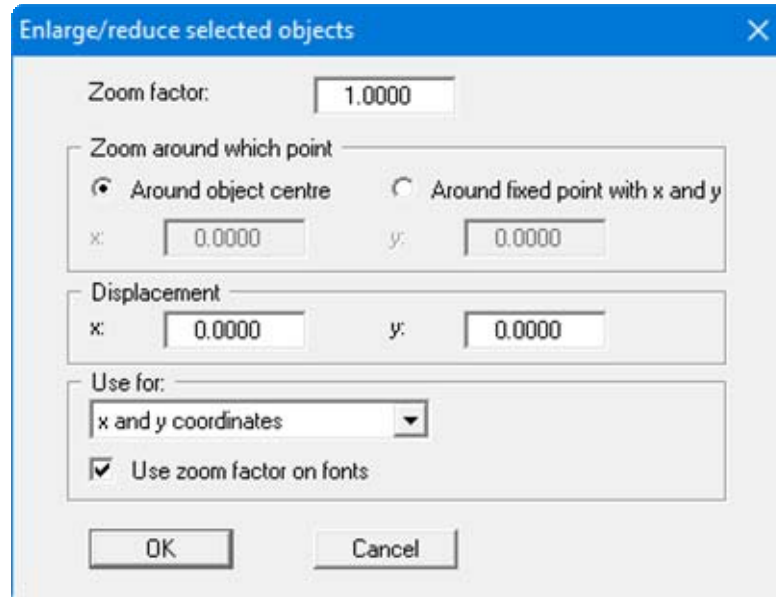 Enlarge/reduce selected objects
Zoom factor: 1.0000
Zoom around which point
Around object centre Around fixed point with x and y
x: 0.0000 y: 0.0000
Displacement
x: 0.0000 y: 0.0000
Use for:
x and y coordinates
Use zoom factor on fonts
OK Cancel